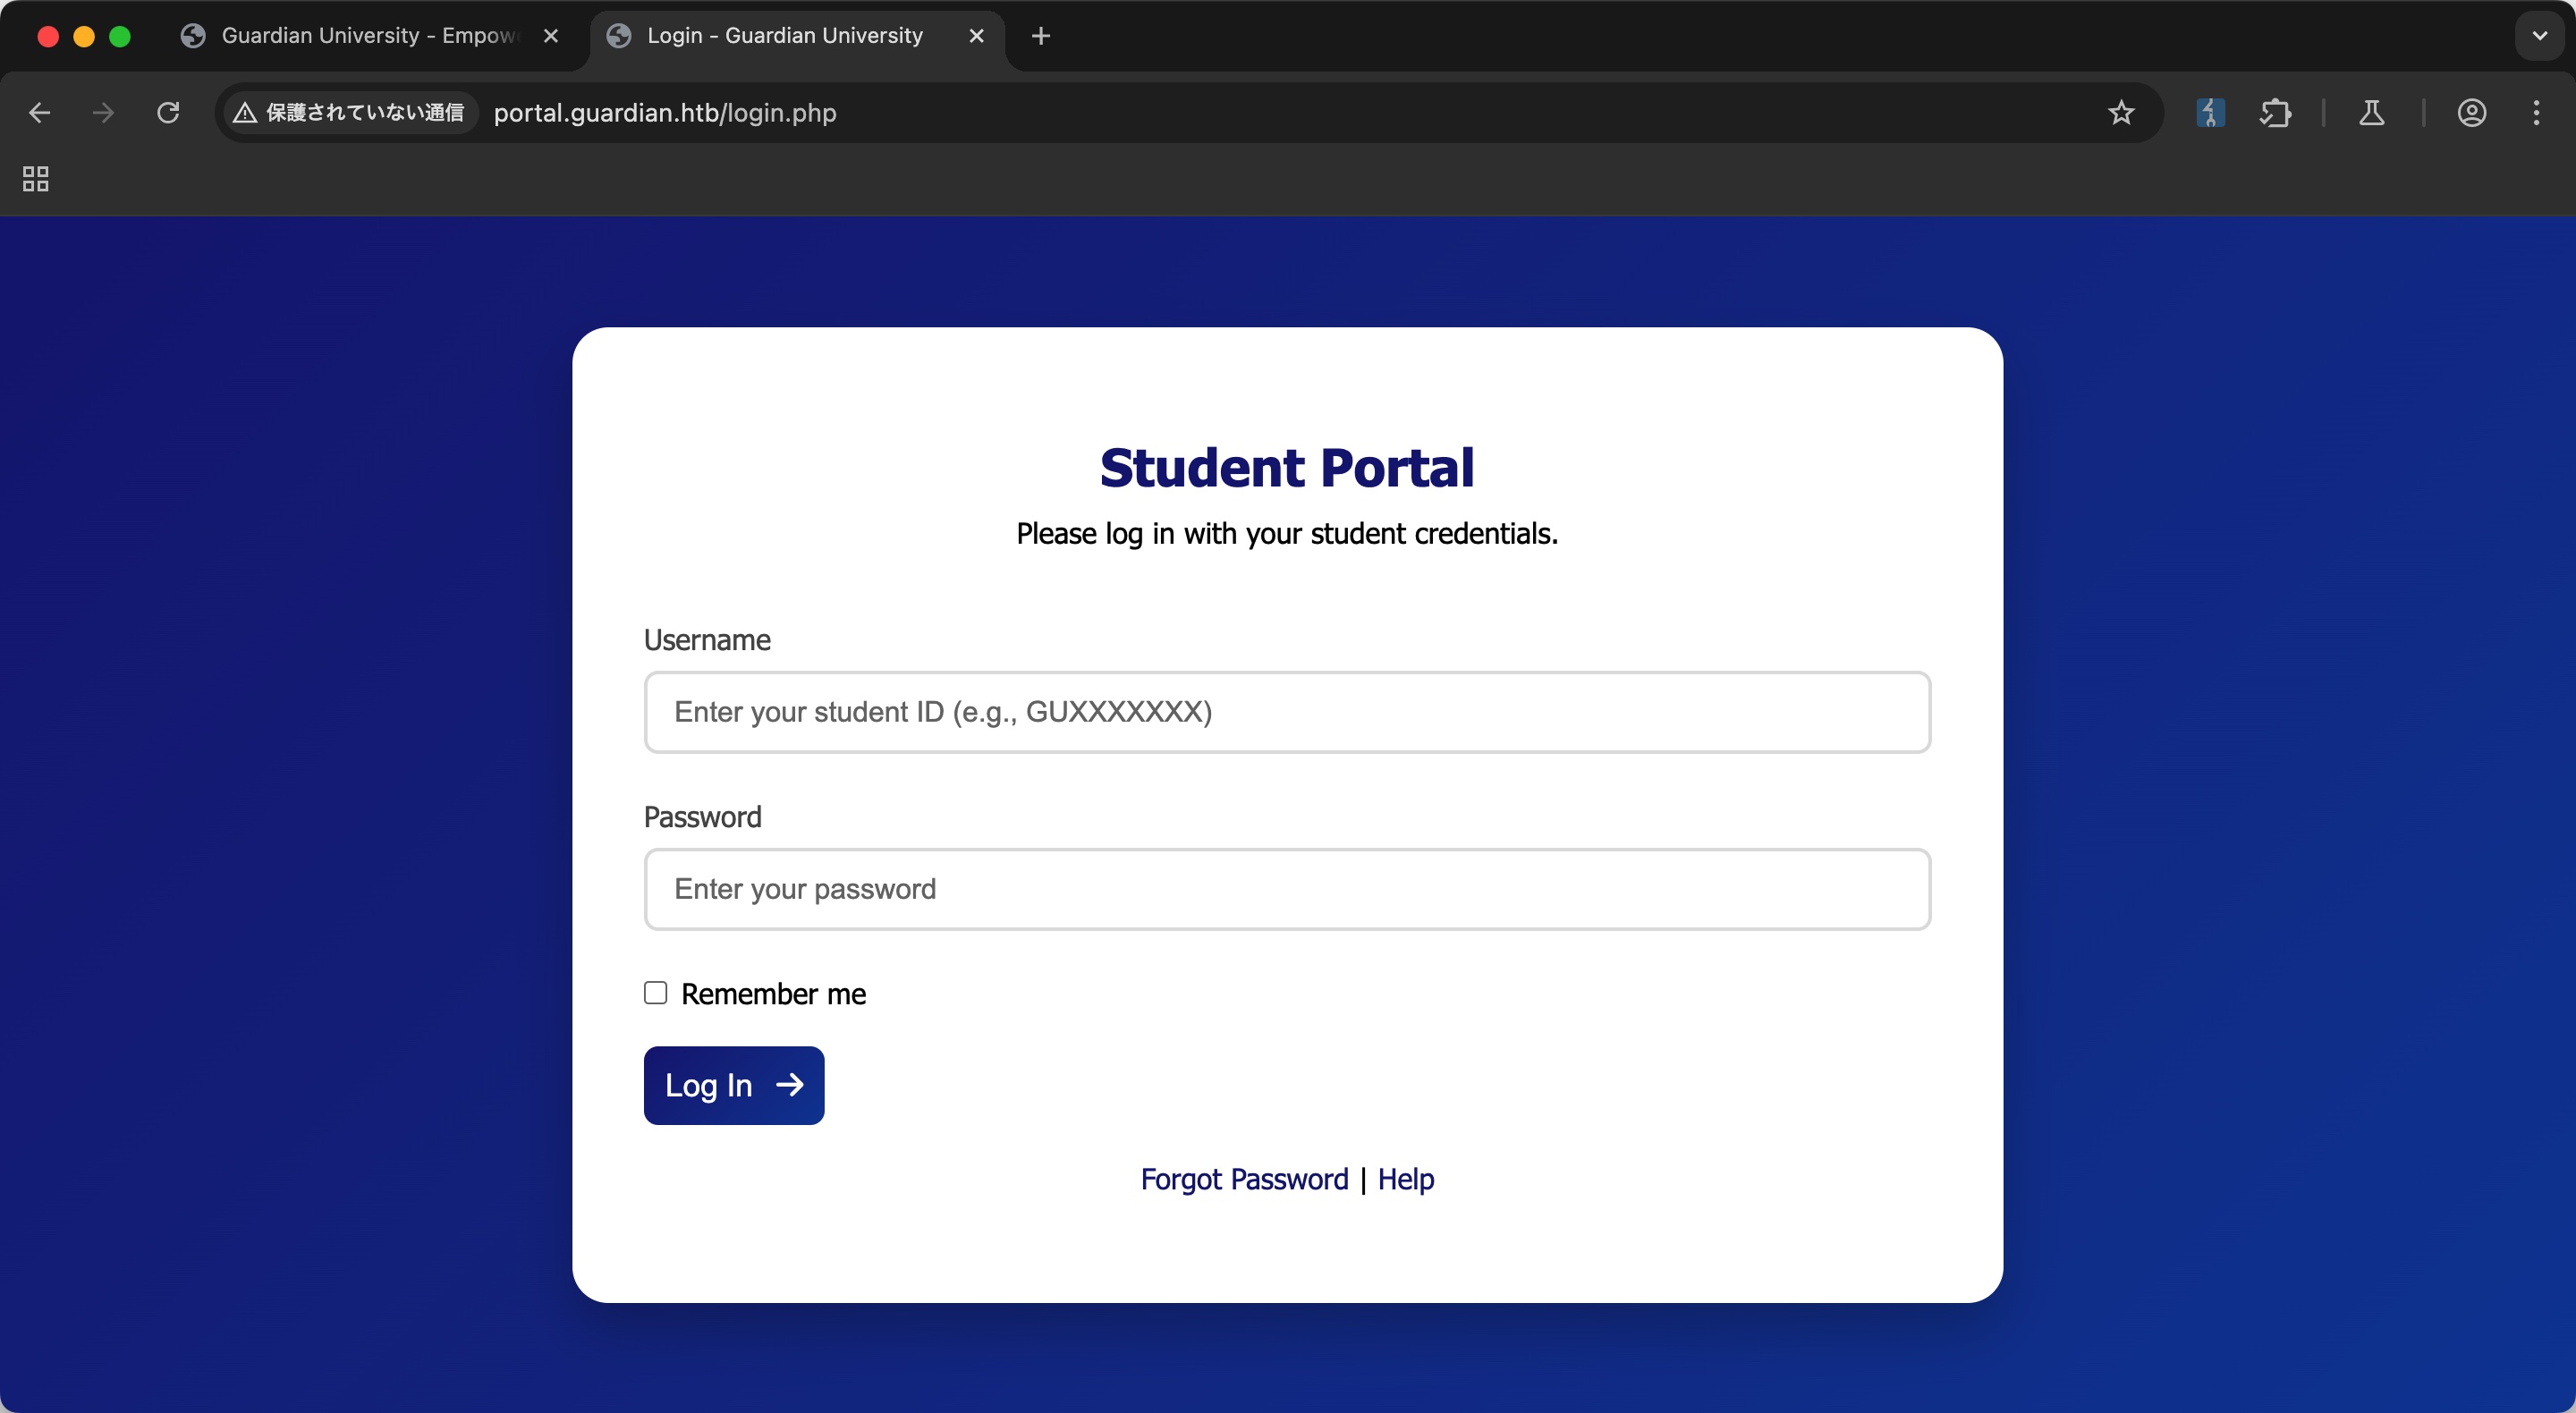 Guardian University - Empow
Login - Guardian University
保護されていない通信
portal.guardian.htb/login.php
Student Portal
Please log in with your student credentials.
Username
Enter your student ID (e.g., GUXXXXXXX)
Password
Enter your password
Remember me
Log In
Forgot Password | Help